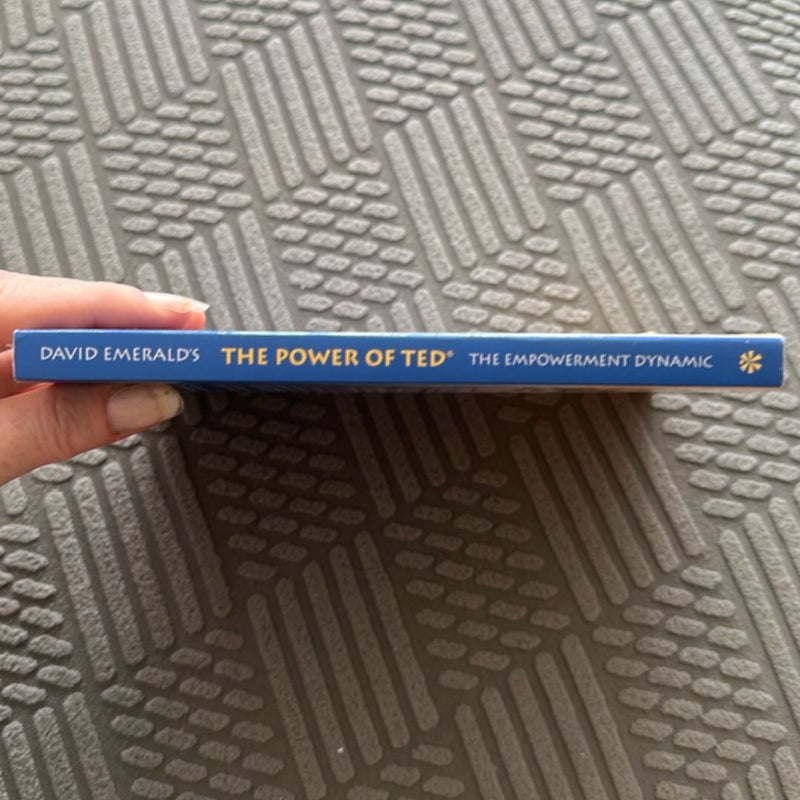 DAVID EMERALD'S THE POWER OF TED® THE EMPOWERMENT DYNAMIC